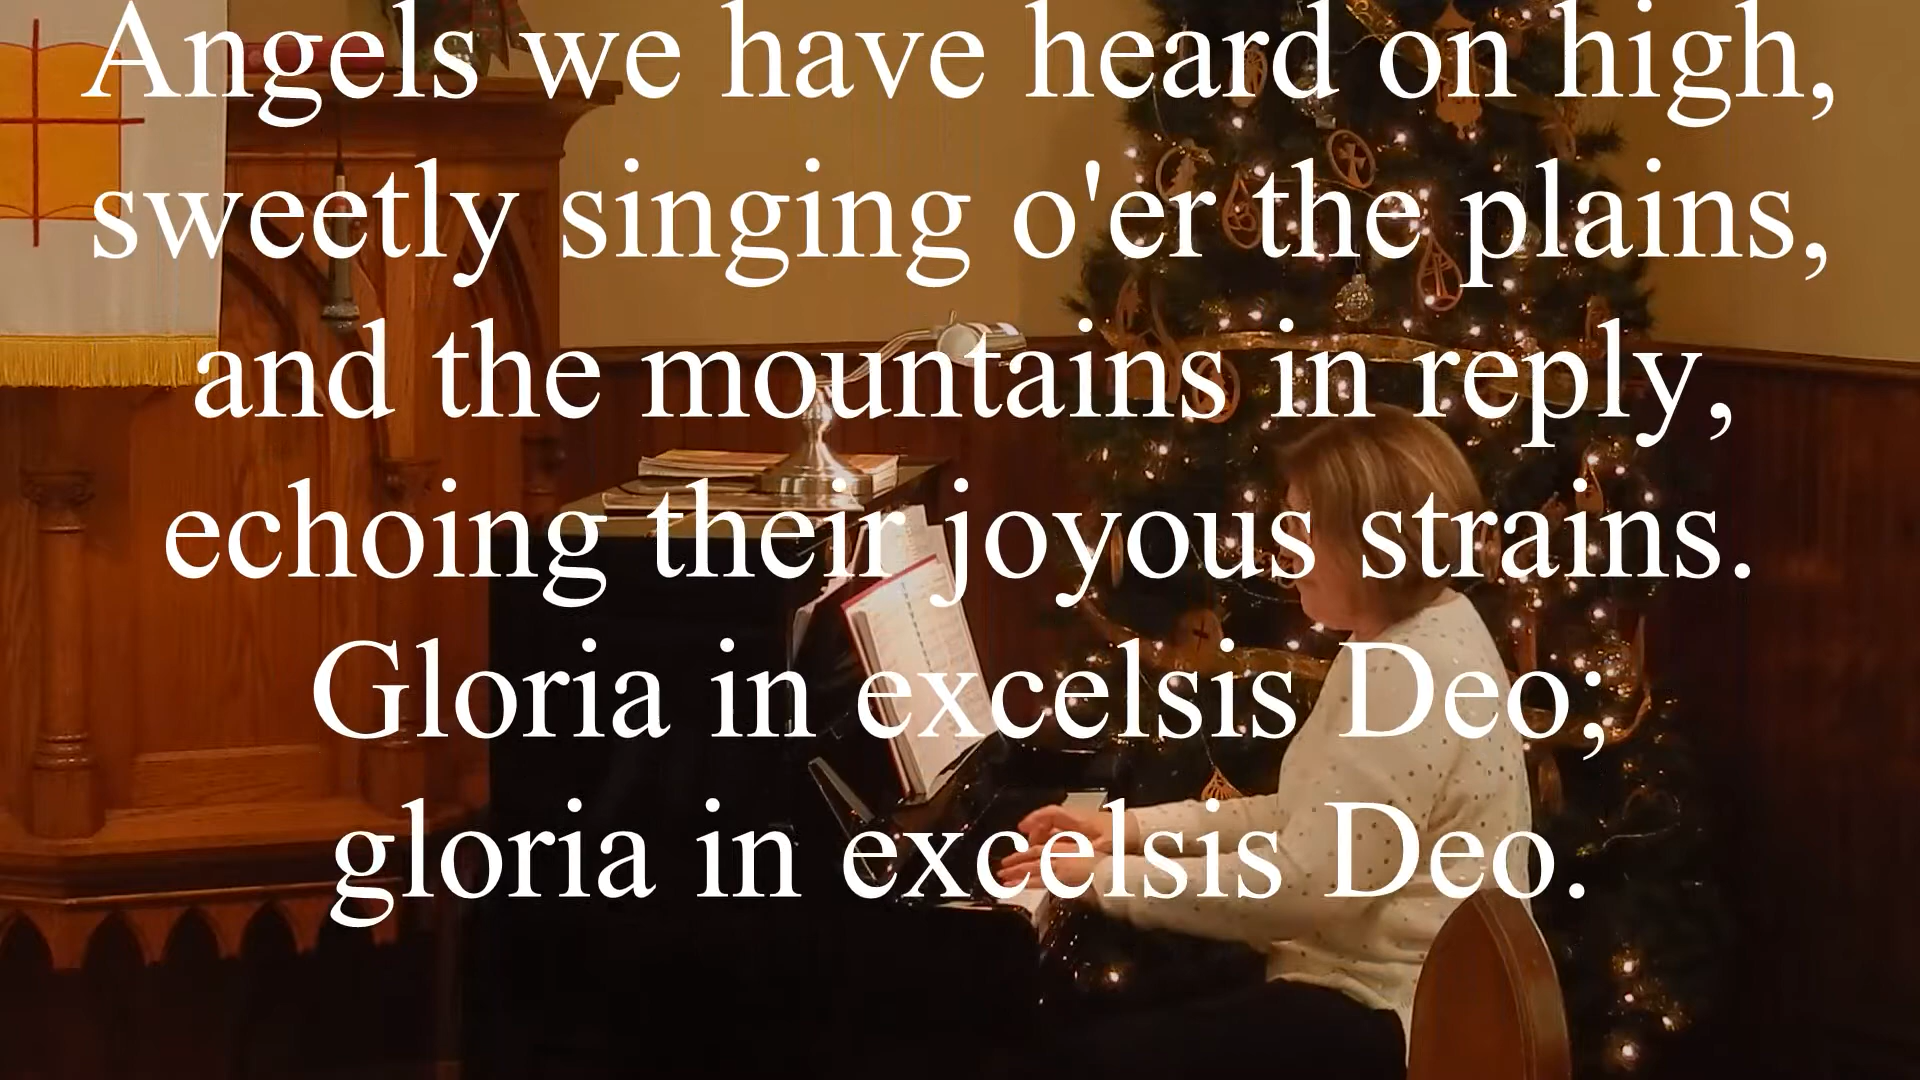 Angels we have heard on high,
sweetly singing o'er the plains,
and the mountains in reply,
echoing their joyous strains.
Gloria in excelsis Deo;
gloria in excelsis Deo.